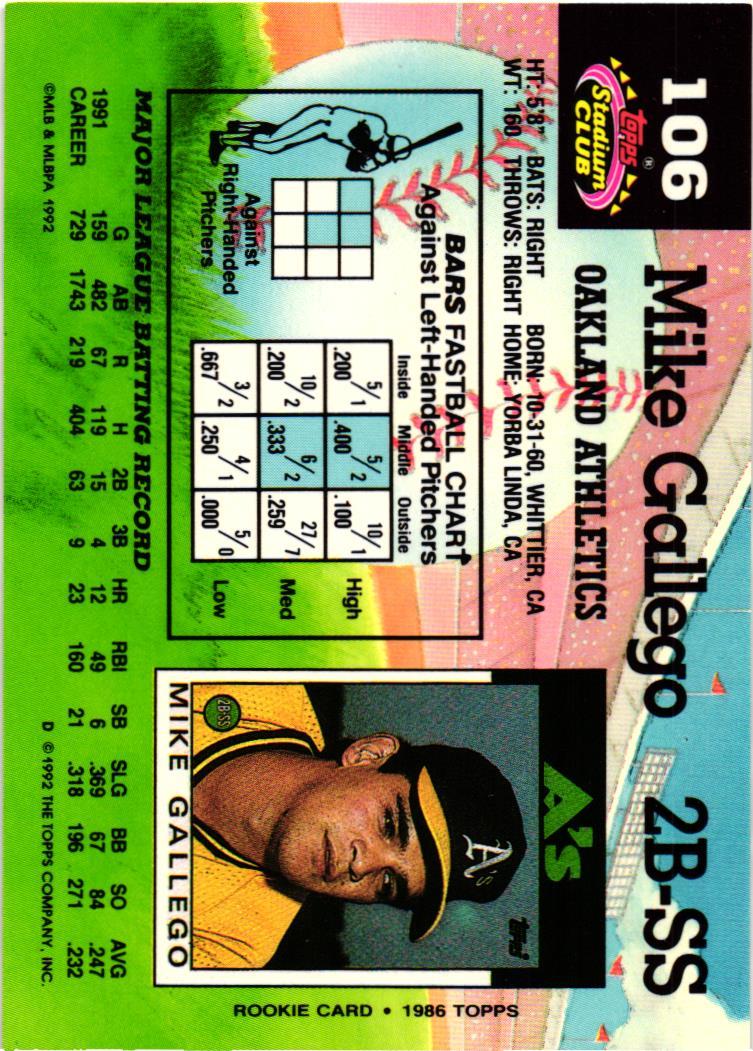 106
Topps®
Stadium
CLUB
Mike Gallego 2B-SS
OAKLAND ATHLETICS
HT: 5'8" BATS: RIGHT BORN: 10-31-60, WHITTIER, CA
WT: 160 THROWS: RIGHT HOME: YORBA LINDA, CA
BARS FASTBALL CHART
Against Left-Handed Pitchers
Inside Middle Outside
5/1 5/2 10/1
.200 .400 .100 High
10/2 6/2 27/7
.200 .333 .259 Med
3/2 4/1 5/0
.667 .250 .000 Low
Against
Right-Handed
Pitchers
A's
Topps
A's
2B-SS
MIKE GALLEGO
ROOKIE CARD • 1986 TOPPS
MAJOR LEAGUE BATTING RECORD
G AB R H 2B 3B HR RBI SB SLG BB SO AVG
1991 159 482 67 119 15 4 12 49 6 .369 67 84 .247
CAREER 729 1743 219 404 63 9 23 160 21 .318 196 271 .232
©MLB & MLBPA 1992 D ©1992 THE TOPPS COMPANY, INC.